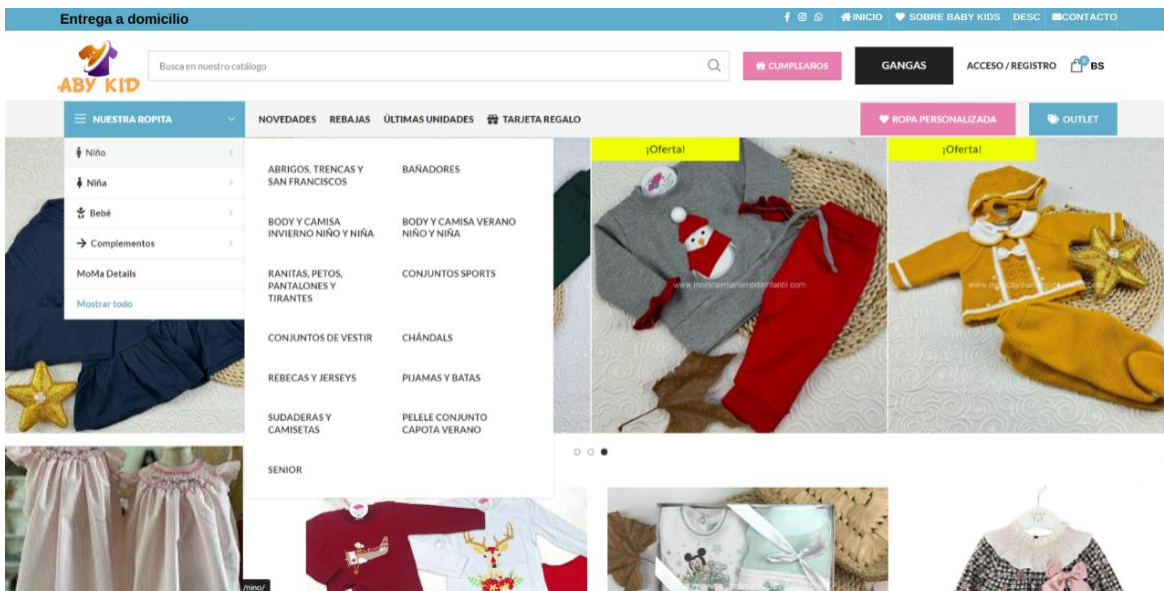 Entrega a domicilio
INICIO SOBRE BABY KIDS DESC CONTACTO
ABY KID
Busca en nuestro catálogo
CUMPLEAÑOS
GANGAS
ACCESO / REGISTRO
0
BS
NUESTRA ROPITA
NOVEDADES REBAJAS ÚLTIMAS UNIDADES TARJETA REGALO
ROPA PERSONALIZADA
OUTLET
Niño
Niña
Bebé
Complementos
MoMa Details
Mostrar todo
ABRIGOS, TRENCAS Y
SAN FRANCISCOS
BAÑADORES
BODY Y CAMISA
INVIERNO NIÑO Y NIÑA
BODY Y CAMISA VERANO
NIÑO Y NIÑA
RANITAS, PETOS,
PANTALONES Y
TIRANTES
CONJUNTOS SPORTS
CONJUNTOS DE VESTIR
CHÁNDALS
REBECAS Y JERSEYS
PIJAMAS Y BATAS
SUDADERAS Y
CAMISETAS
PELELE CONJUNTO
CAPOTA VERANO
SENIOR
¡Oferta!
¡Oferta!
www.monicaymariamodainfantil.com
/nino/